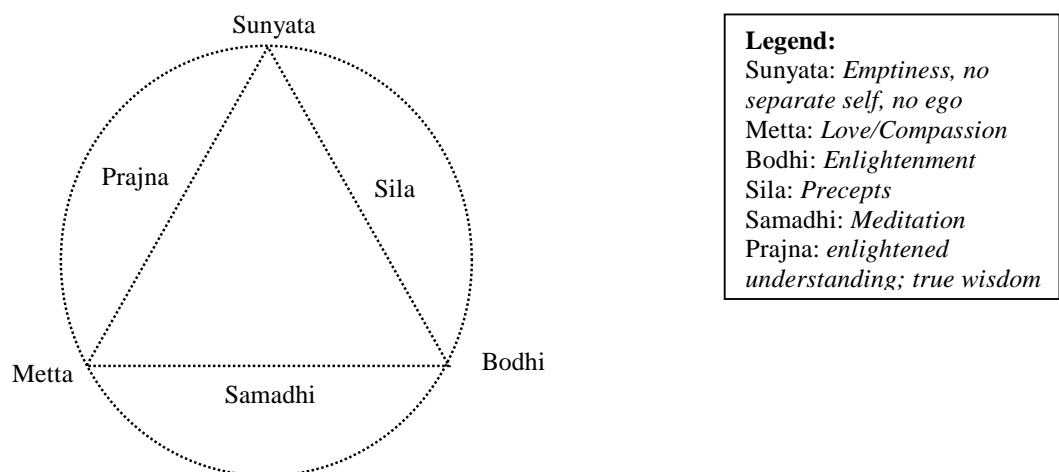 Sunyata
Prajna
Sila
Metta
Bodhi
Samadhi
Legend:
Sunyata: Emptiness, no
separate self, no ego
Metta: Love/Compassion
Bodhi: Enlightenment
Sila: Precepts
Samadhi: Meditation
Prajna: enlightened
understanding; true wisdom